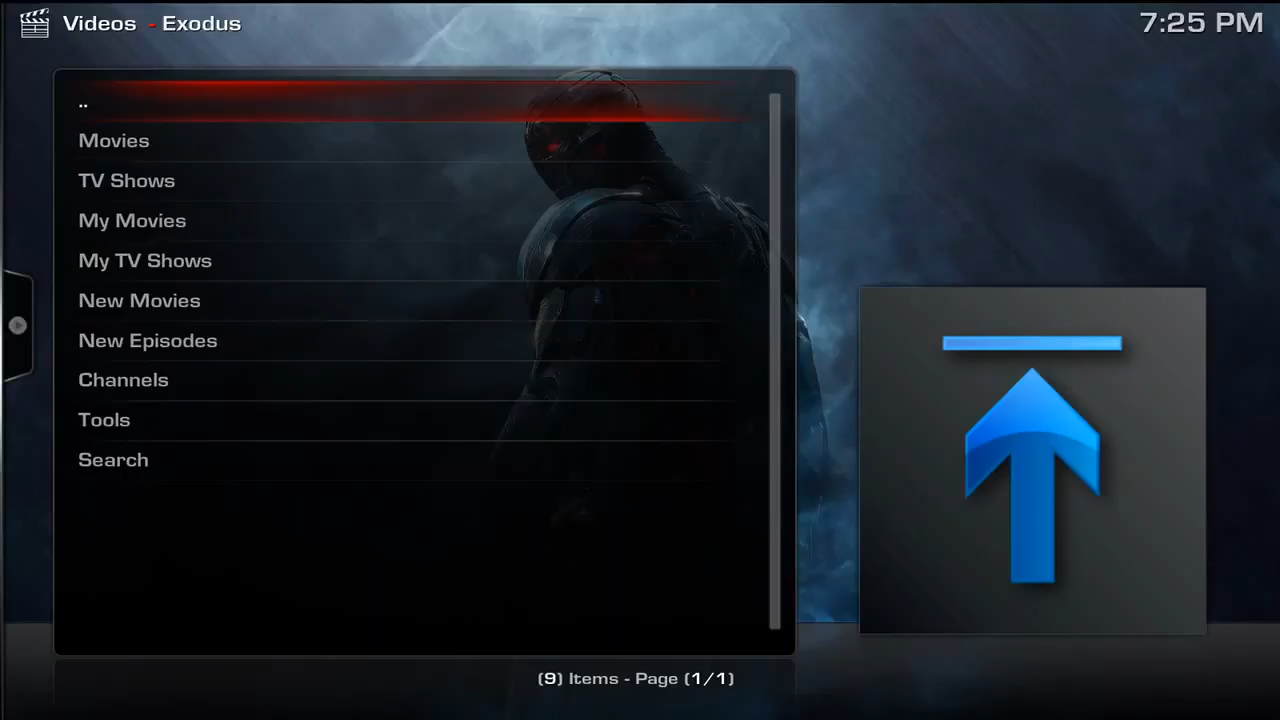 Videos - Exodus
7:25 PM
..
Movies
TV Shows
My Movies
My TV Shows
New Movies
New Episodes
Channels
Tools
Search
(9) Items - Page (1/1)